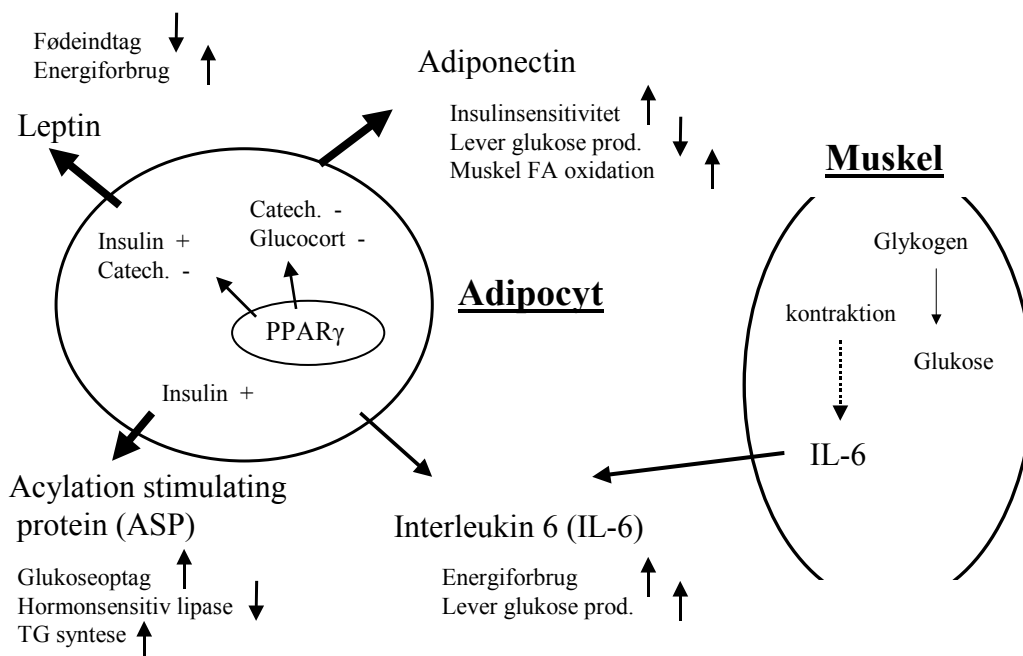 Fødeindtag
Energiforbrug
Leptin
Adiponectin
Insulinsensitivitet
Lever glukose prod.
Muskel FA oxidation
Muskel
Catech. -
Glucocort -
Insulin +
Catech. -
PPARγ
Adipocyt
Insulin +
Glykogen
kontraktion
Glukose
IL-6
Acylation stimulating
protein (ASP)
Glukoseoptag
Hormonsensitiv lipase
TG syntese
Interleukin 6 (IL-6)
Energiforbrug
Lever glukose prod.